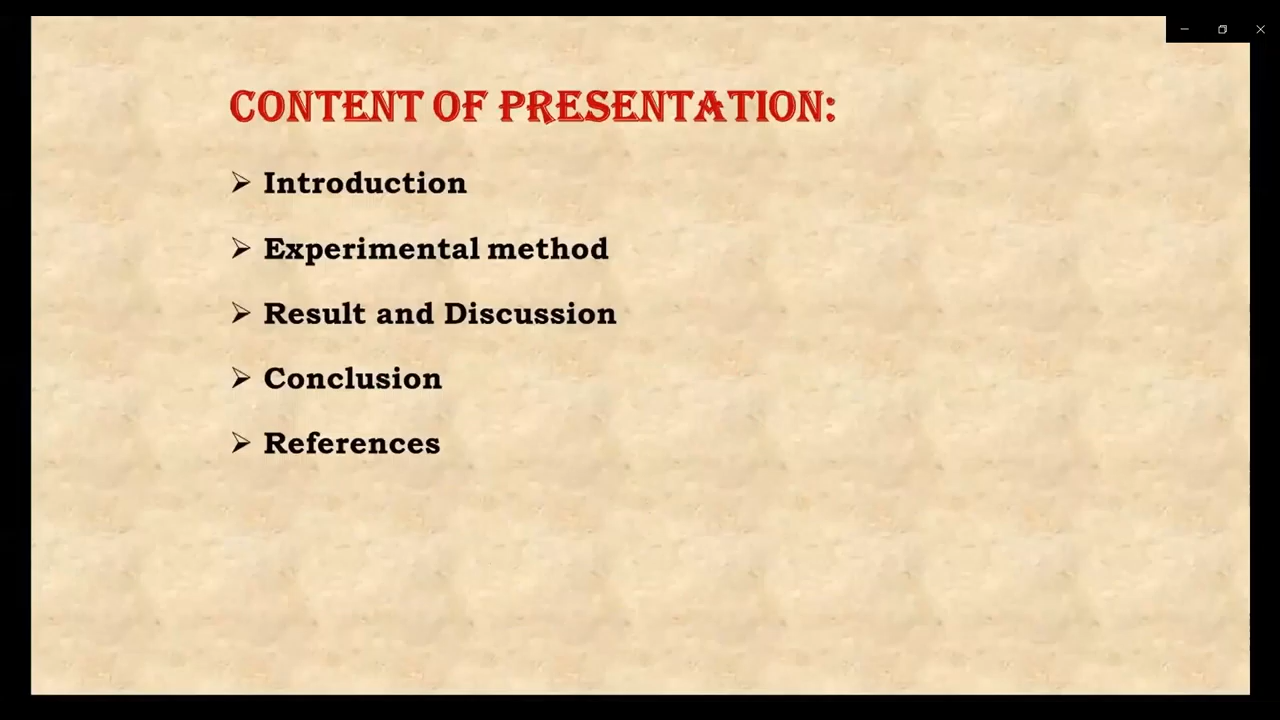 CONTENT OF PRESENTATION:
➢ Introduction
➢ Experimental method
➢ Result and Discussion
➢ Conclusion
➢ References